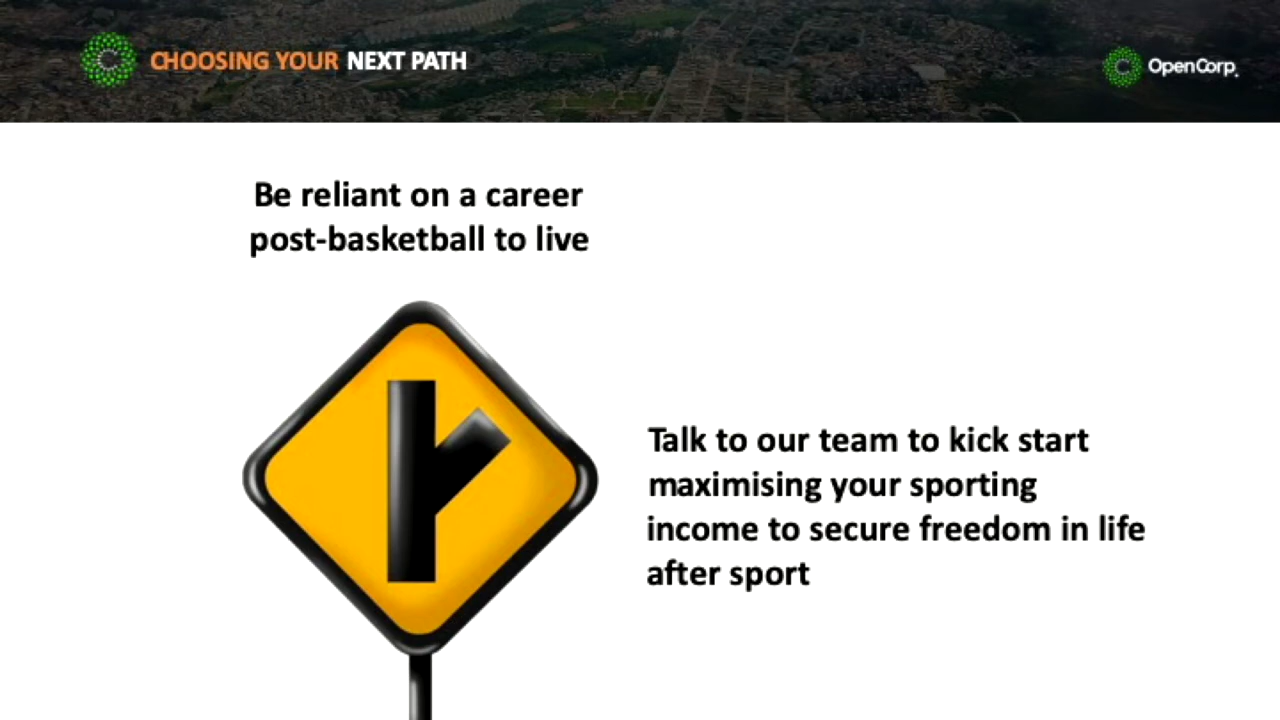 CHOOSING YOUR NEXT PATH
OpenCorp.
Be reliant on a career
post-basketball to live
Talk to our team to kick start
maximising your sporting
income to secure freedom in life
after sport